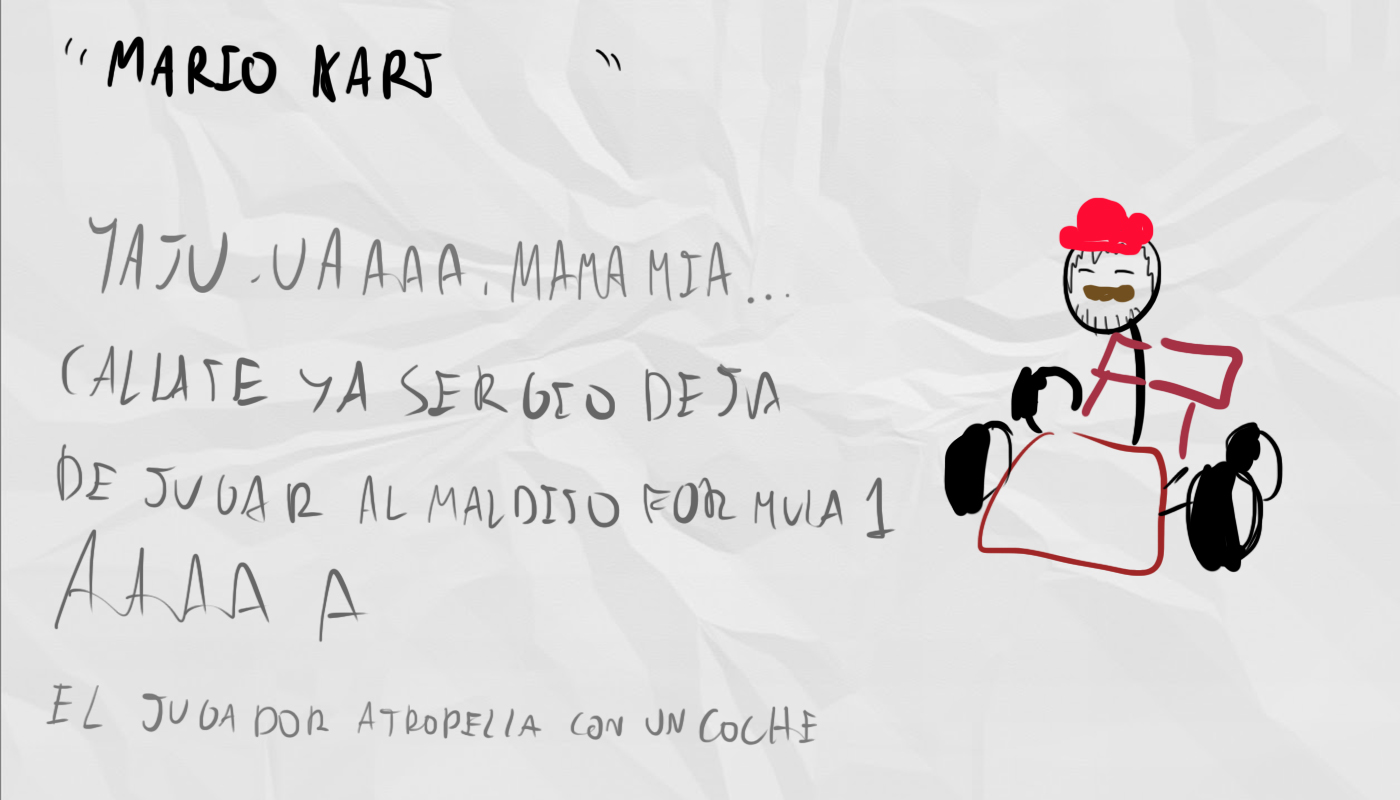 "MARIO KART "
YAJU.UAAAA. MAMA MIA...
CALLATE YA SERGIO DEJA
DE JUGAR AL MALDITO FORMULA 1
AAAA A
EL JUGADOR ATROPELLA CON UN COCHE